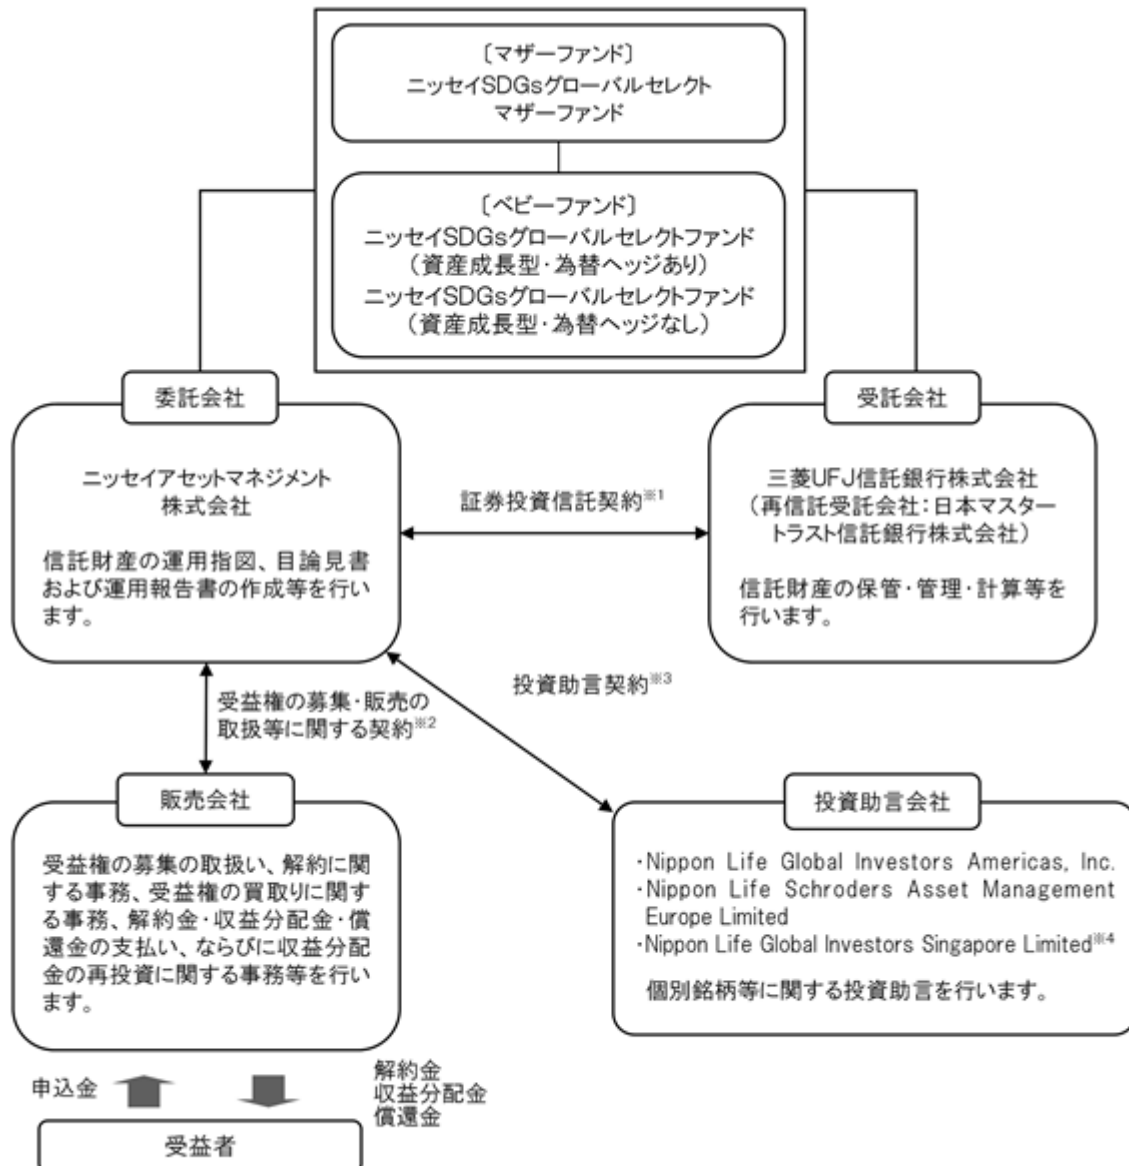 〔マザーファンド〕
ニッセイSDGsグローバルセレクト
マザーファンド
〔ベビーファンド〕
ニッセイSDGsグローバルセレクトファンド
（資産成長型・為替ヘッジあり）
ニッセイSDGsグローバルセレクトファンド
（資産成長型・為替ヘッジなし）
委託会社
ニッセイアセットマネジメント
株式会社
信託財産の運用指図、目論見書
および運用報告書の作成等を行い
ます。
証券投資信託契約※1
受託会社
三菱UFJ信託銀行株式会社
（再信託受託会社：日本マスター
トラスト信託銀行株式会社）
信託財産の保管・管理・計算等を
行います。
受益権の募集・販売の
取扱等に関する契約※2
投資助言契約※3
販売会社
受益権の募集の取扱い、解約に関
する事務、受益権の買取りに関す
る事務、解約金・収益分配金・償
還金の支払い、ならびに収益分配
金の再投資に関する事務等を行い
ます。
投資助言会社
・Nippon Life Global Investors Americas, Inc.
・Nippon Life Schroders Asset Management
Europe Limited
・Nippon Life Global Investors Singapore Limited※4
個別銘柄等に関する投資助言を行います。
申込金
解約金
収益分配金
償還金
受益者